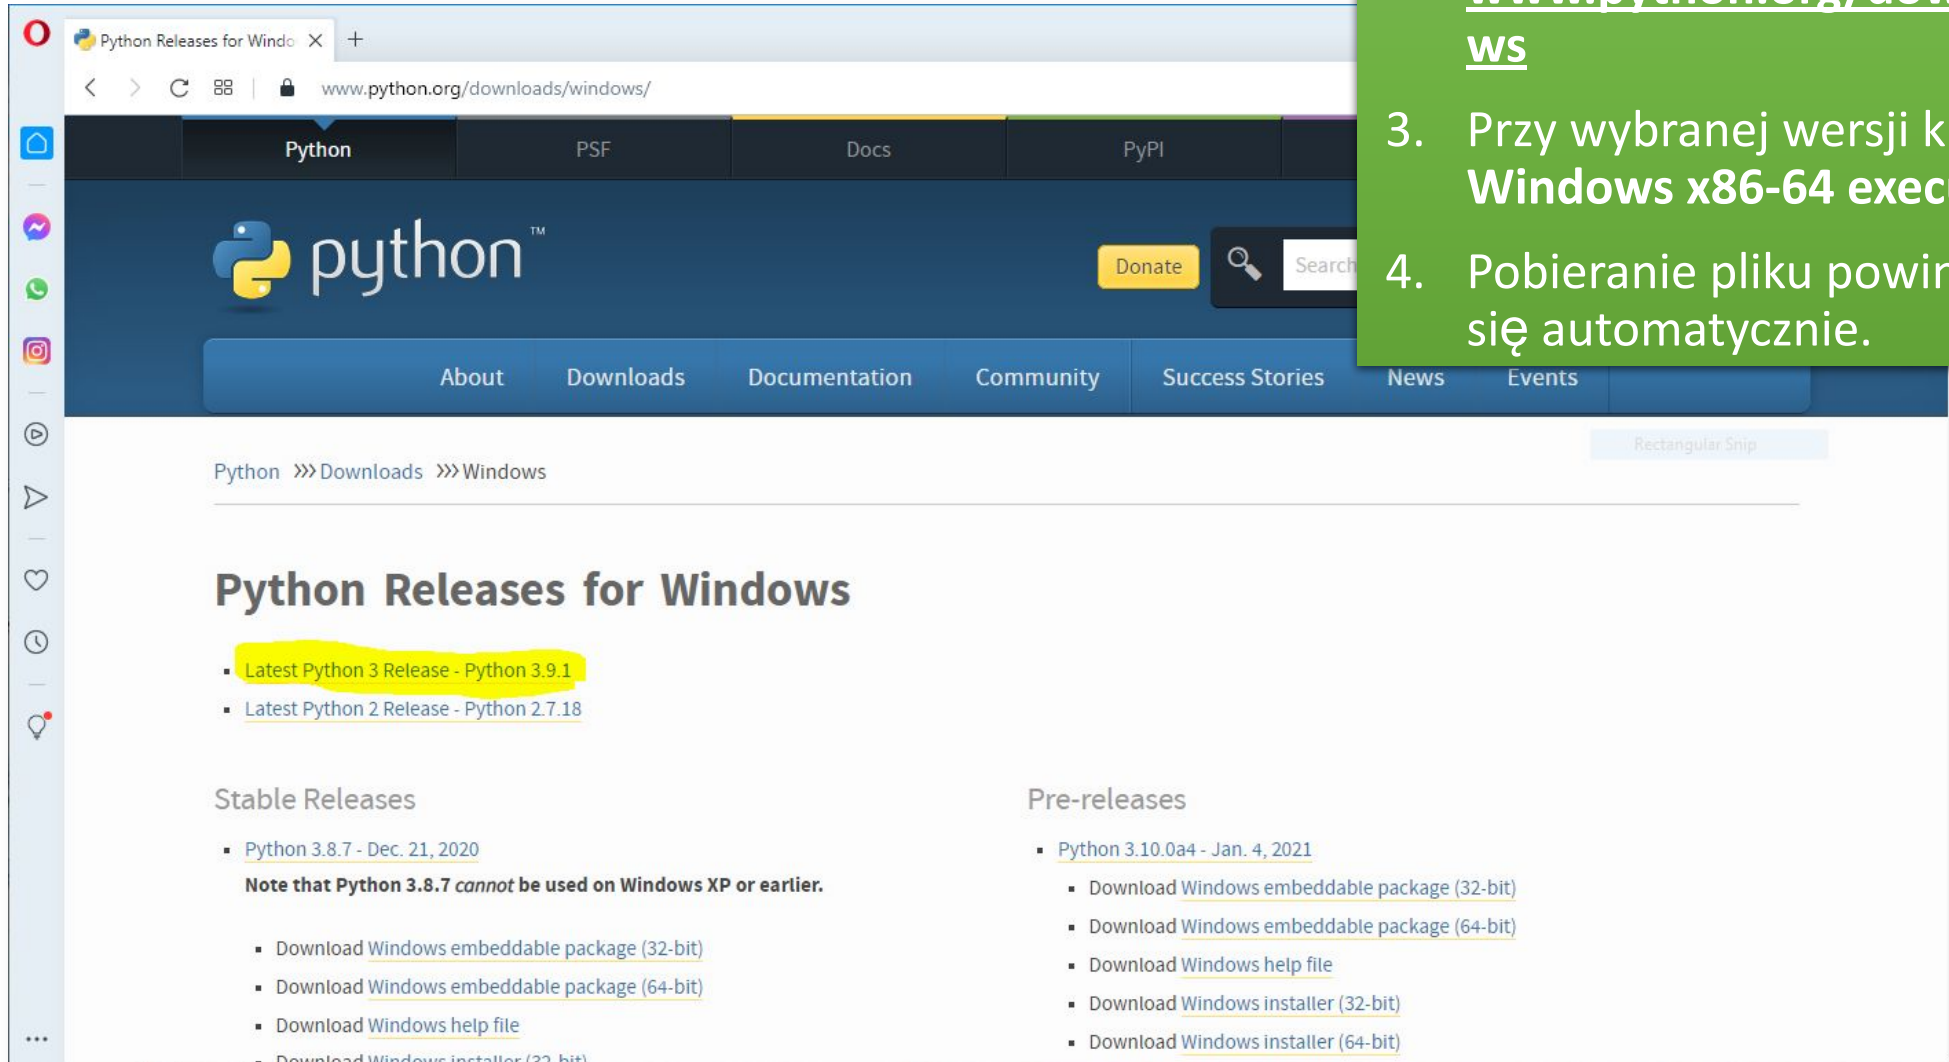 Python Releases for Windo
www.python.org/downloads/windows/
ws
3. Przy wybranej wersji k
Windows x86-64 exec
4. Pobieranie pliku powin
się automatycznie.
Python
PSF
Docs
PyPI
python™
Donate
Search
About
Downloads
Documentation
Community
Success Stories
News
Events
Rectangular Snip
Python >>> Downloads >>> Windows
Python Releases for Windows
Latest Python 3 Release - Python 3.9.1
Latest Python 2 Release - Python 2.7.18
Stable Releases
Python 3.8.7 - Dec. 21, 2020
Note that Python 3.8.7 cannot be used on Windows XP or earlier.
Download Windows embeddable package (32-bit)
Download Windows embeddable package (64-bit)
Download Windows help file
Download Windows installer (32-bit)
Pre-releases
Python 3.10.0a4 - Jan. 4, 2021
Download Windows embeddable package (32-bit)
Download Windows embeddable package (64-bit)
Download Windows help file
Download Windows installer (32-bit)
Download Windows installer (64-bit)